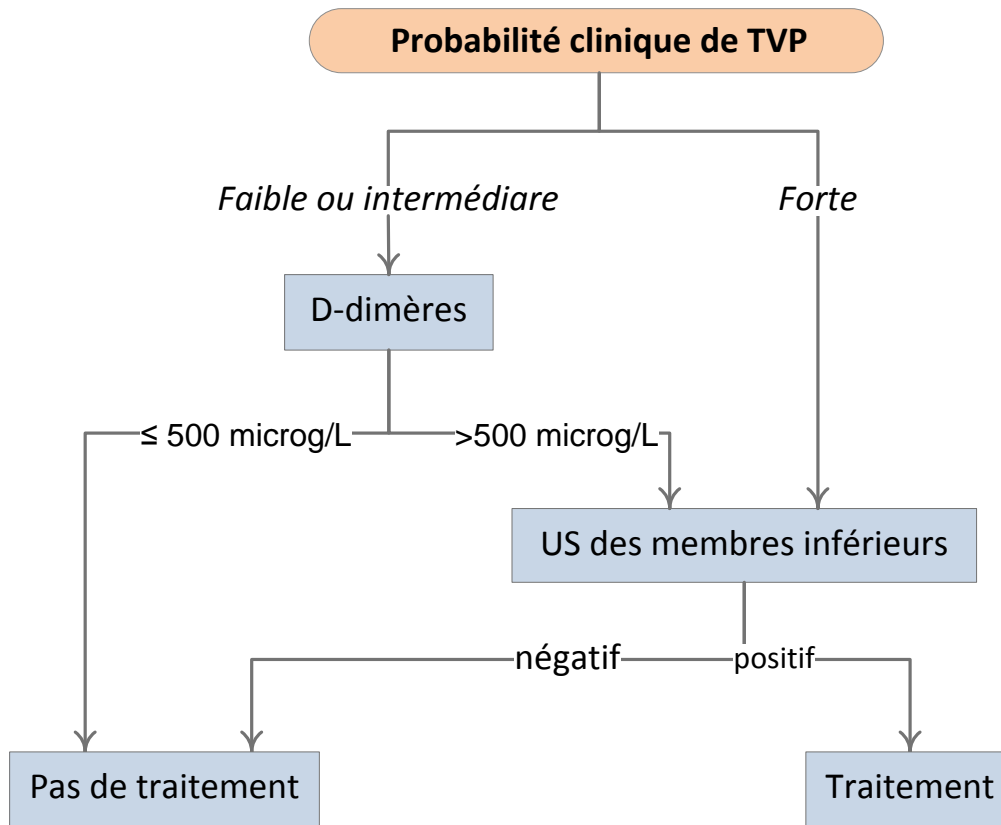 Probabilité clinique de TVP
Faible ou intermédiare
Forte
D-dimères
≤ 500 microg/L
>500 microg/L
US des membres inférieurs
négatif
positif
Pas de traitement
Traitement